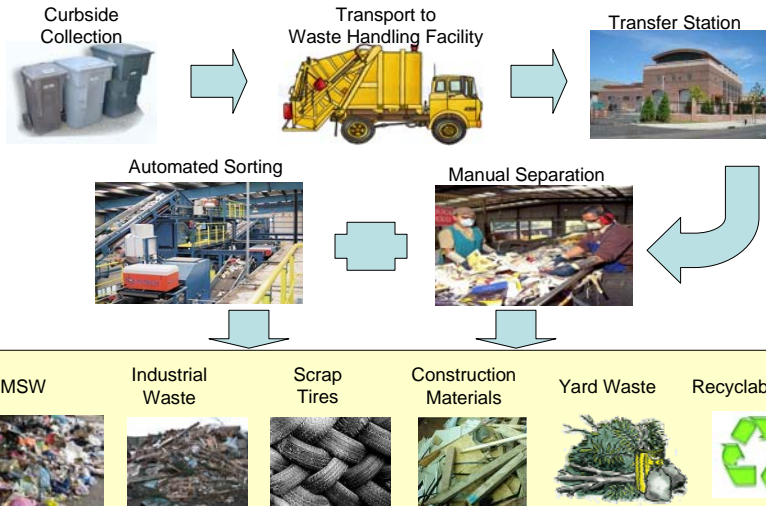 Curbside
Collection
Transport to
Waste Handling Facility
Transfer Station
Automated Sorting
Manual Separation
MSW
Industrial
Waste
Scrap
Tires
Construction
Materials
Yard Waste
Recyclab